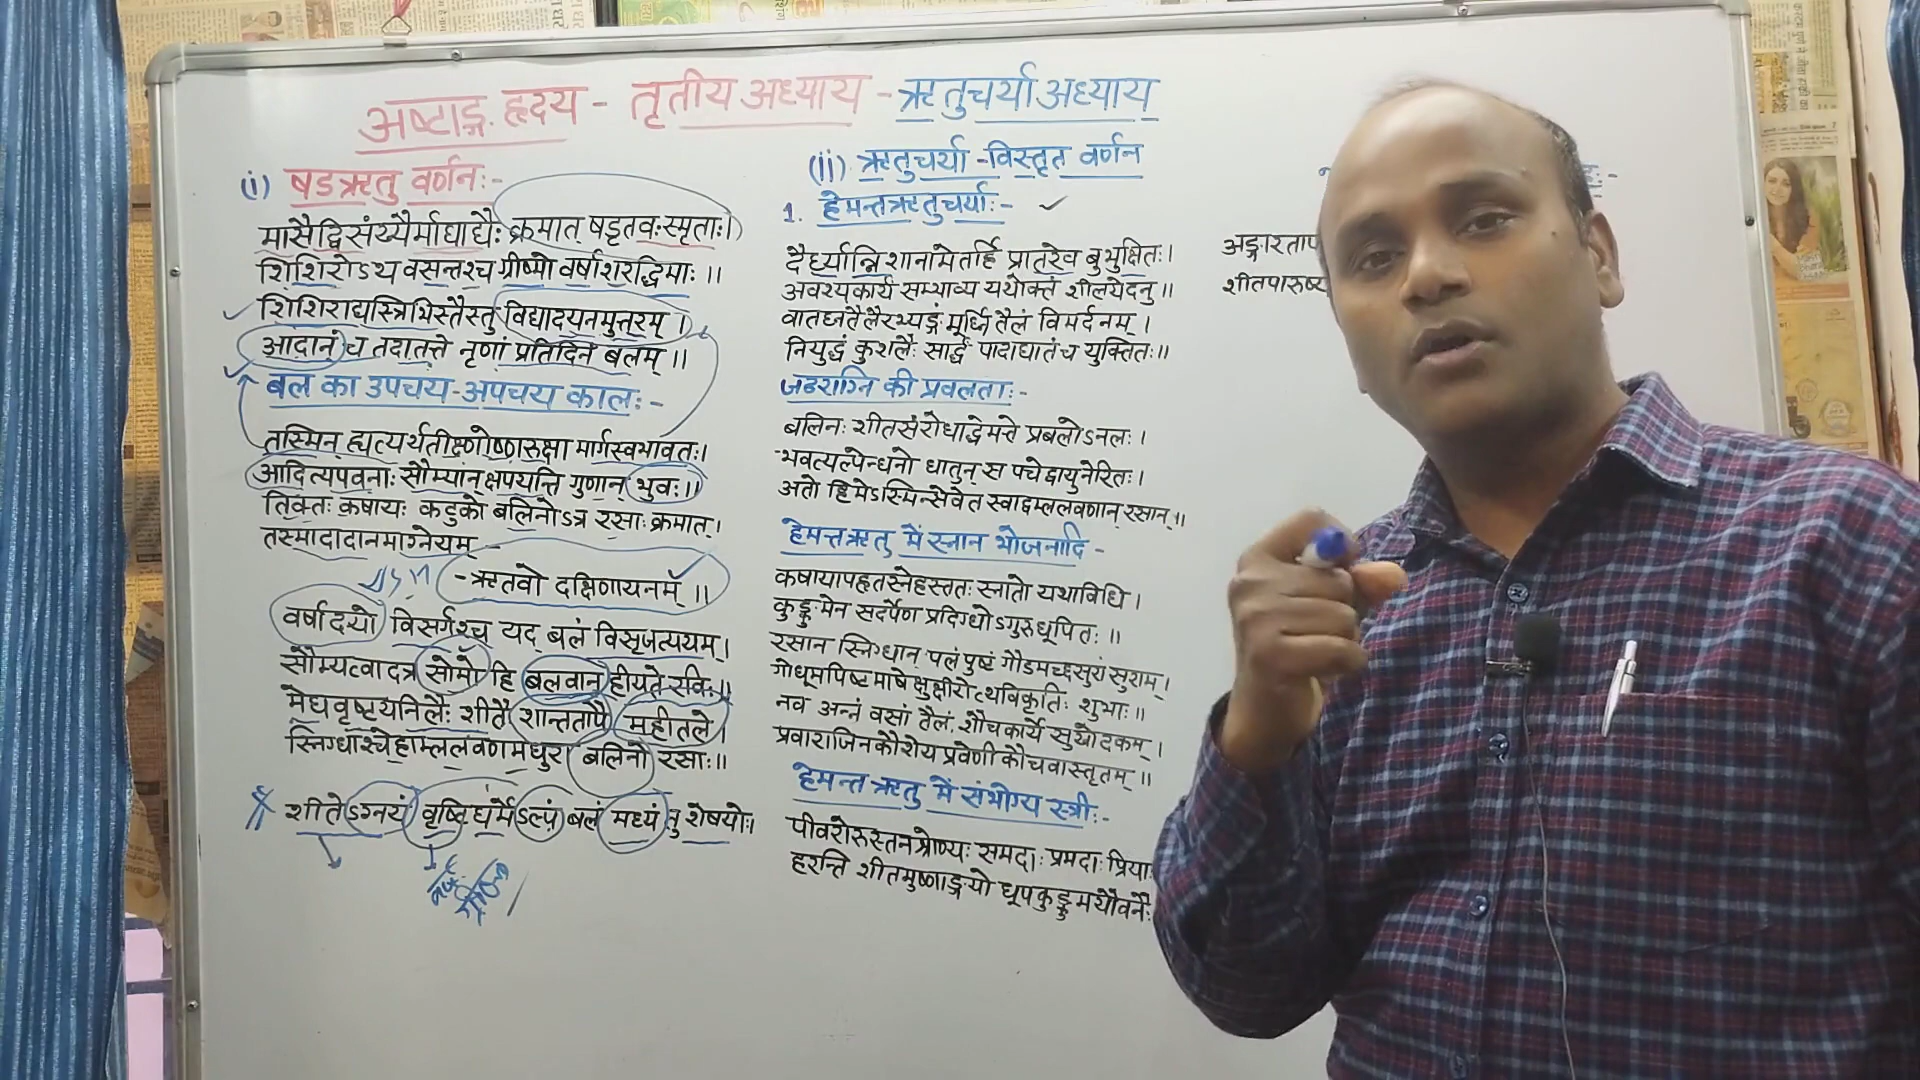 अष्टाङ्ग हृदय - तृतीय अध्याय - ऋतुचर्या अध्याय
(i) षडऋतु वर्णन:-
मासैर्द्विसंख्यैर्माघाद्यैः क्रमात् षडृतवः स्मृताः।
शिशिरोऽथ वसन्तश्च ग्रीष्मो वर्षाशरद्धिमाः ।।
शिशिराद्यस्त्रिभिस्तैस्तु विद्यादयनमुत्तरम् ।
आदानं च तदादत्ते नृणां प्रतिदिनं बलम् ।।
बल का उपचय-अपचय काल:-
तस्मिन् ह्यत्यर्थतीक्ष्णोष्णरुक्षा मार्गस्वभावतः।
आदित्यपवनाः सौम्यान् क्षपयन्ति गुणान् भुवः।।
तिक्तः कषायः कटुको बलिनोऽत्र रसाः क्रमात्।
तस्मादादानमाग्नेयम्
-ऋतवो दक्षिणायनम् ।।
वर्षादयो विसर्गश्च यद् बलं विसृजत्ययम्।
सौम्यत्वादत्र सोमो हि बलवान् हीयते रविः।।
मेघवृष्ट्यनिलैः शीतै शान्ततापै महीतले।
स्निग्धाश्चेहाम्ललवणमधुरा बलिनो रसाः।।
शीतेऽग्रयं वृष्टिघर्मेऽल्पं बलं मध्यं तु शेषयोः।
(ii) ऋतुचर्या - विस्तृत वर्णन
1. हेमन्तऋतुचर्या:-
दैर्ध्यान्निशानामेतर्हि प्रातरेव बुभुक्षितः।
अवश्यकार्यं सम्भाव्य यथोक्तं शीलयेदनु।।
वातघ्नतैलैरभ्यङ्गं मूर्ध्नि तैलं विमर्दनम्।
नियुद्धं कुशलैः सार्द्धं पादाघातं च युक्तितः।।
जठराग्नि की प्रवलता:-
बलिनः शीतसंरोधाद्धेमन्ते प्रबलोऽनलः।
भवत्यल्पेन्धनो धातून् स पचेद्वायुनेरितः।
अतो हिमेऽस्मिन्सेवेत स्वाद्वम्ललवणान् रसान्।।
हेमन्तऋतु में स्नान भोजनादि-
कषायापहृतस्नेहस्ततः स्नातो यथाविधि।
कुङ्कुमेन सदर्पेण प्रदिग्धोऽगुरुधूपितः।।
रसान स्निग्धान् पलं पुष्टं गौडमच्छसुरां सुराम्।
गोधूमपिष्टमाषेक्षुक्षीरोत्थविकृतिः शुभाः।।
नव अन्नं वसां तैलं, शौचकार्ये सुखोदकम्।
प्रावाराजिनकौशेय प्रवेणी कौचवास्तृतम्।।
हेमन्त ऋतु में संभोग्य स्त्री:-
पीवरोरुस्तनश्रोण्यः समदाः प्रमदाः प्रिया
हरन्ति शीतमुष्णाङ्गयो धूपकुङ्कुमयौवनैः
अङ्गारताप
शीतपारुष्य